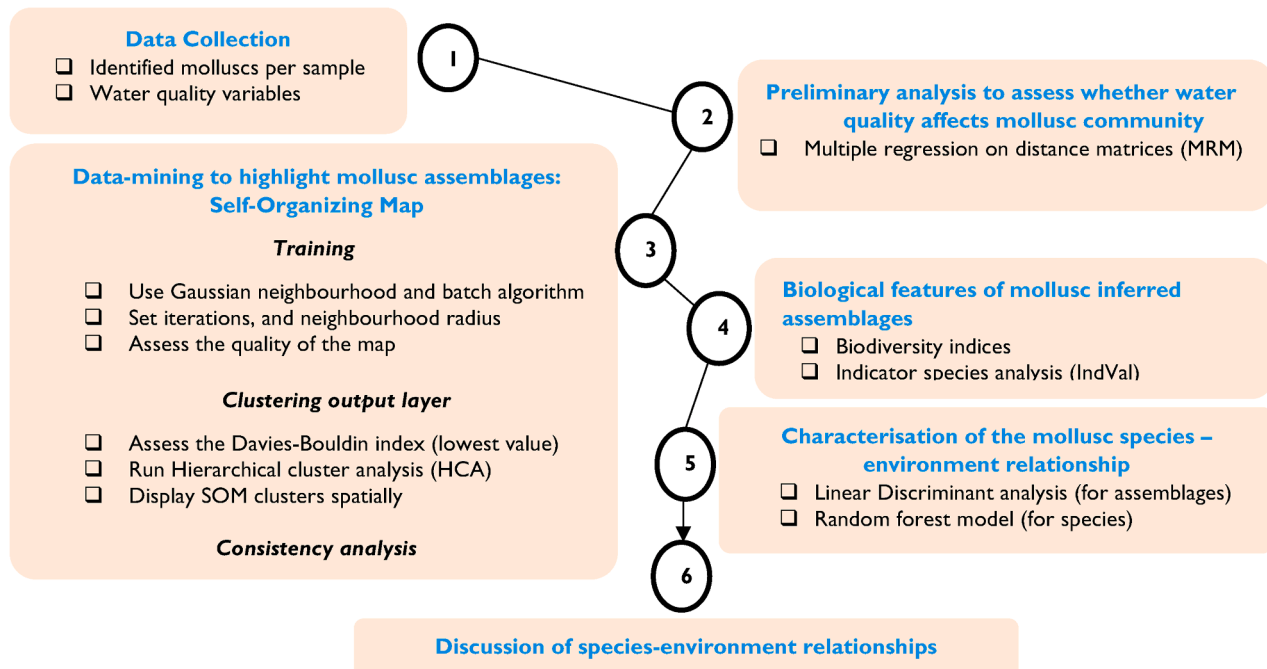 Data Collection
❑ Identified molluscs per sample
❑ Water quality variables
1
2
Preliminary analysis to assess whether water
quality affects mollusc community
❑ Multiple regression on distance matrices (MRM)
Data-mining to highlight mollusc assemblages:
Self-Organizing Map
Training
❑ Use Gaussian neighbourhood and batch algorithm
❑ Set iterations, and neighbourhood radius
❑ Assess the quality of the map
Clustering output layer
❑ Assess the Davies-Bouldin index (lowest value)
❑ Run Hierarchical cluster analysis (HCA)
❑ Display SOM clusters spatially
Consistency analysis
3
4
Biological features of mollusc inferred
assemblages
❑ Biodiversity indices
❑ Indicator species analysis (IndVal)
5
Characterisation of the mollusc species –
environment relationship
❑ Linear Discriminant analysis (for assemblages)
❑ Random forest model (for species)
6
Discussion of species-environment relationships